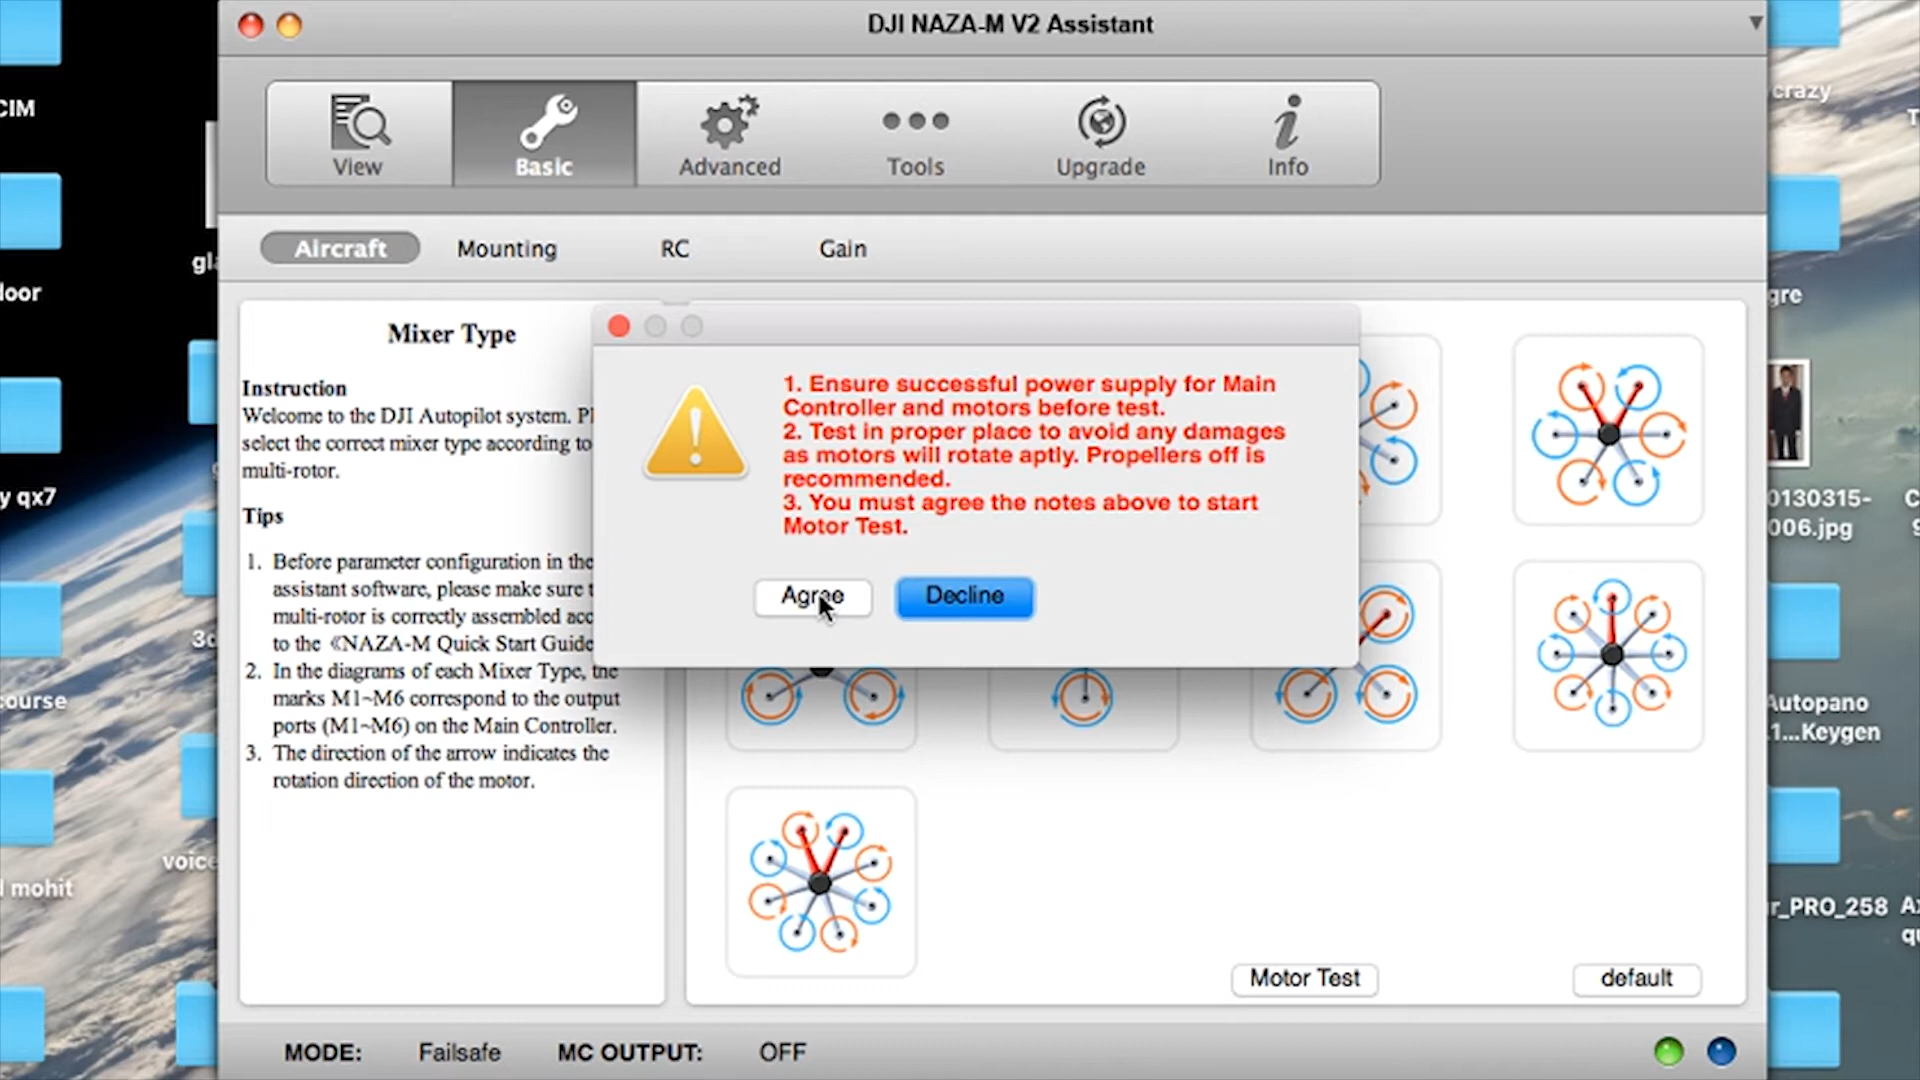 DJI NAZA-M V2 Assistant
View
Basic
Advanced
Tools
Upgrade
Info
Aircraft
Mounting
RC
Gain
Mixer Type
Instruction
Welcome to the DJI Autopilot system.
select the correct mixer type according to
multi-rotor.
Tips
1. Before parameter configuration in the
assistant software, please make sure
multi-rotor is correctly assembled
to the 《NAZA-M Quick Start Guide
2. In the diagrams of each Mixer Type, the
marks M1~M6 correspond to the output
ports (M1~M6) on the Main Controller.
3. The direction of the arrow indicates the
rotation direction of the motor.
1. Ensure successful power supply for Main
Controller and motors before test.
2. Test in proper place to avoid any damages
as motors will rotate aptly. Propellers off is
recommended.
3. You must agree the notes above to start
Motor Test.
Agree
Decline
Motor Test
default
MODE: Failsafe MC OUTPUT: OFF
CIM
loor
y qx7
course
mohit
voice
crazy
gre
0130315-
006.jpg
Autopano
1...Keygen
r_PRO_258